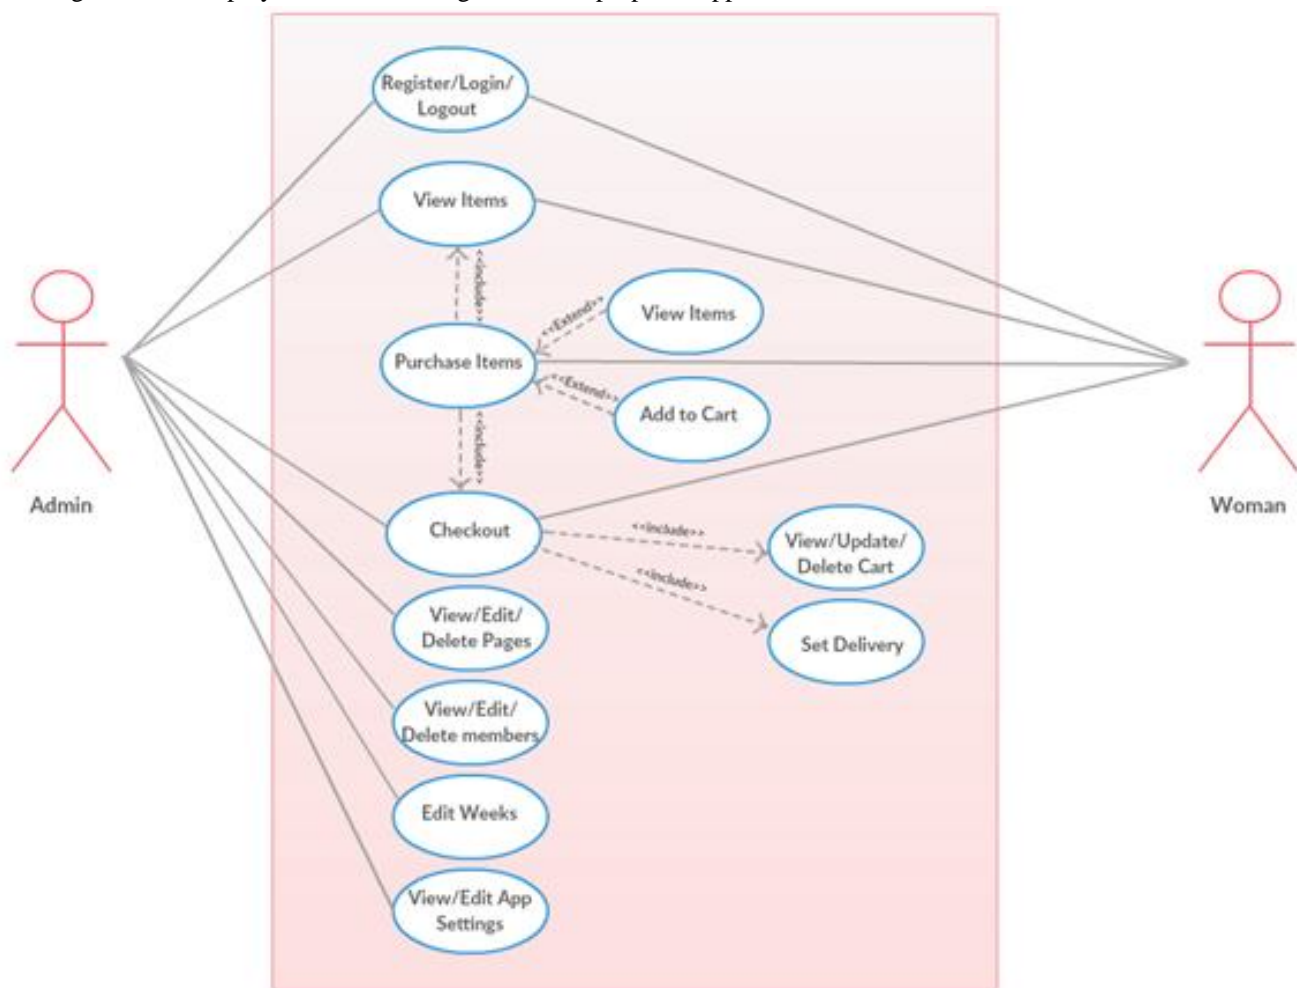 Register/Login/
Logout
View Items
<<include>>
<<Extend>>
View Items
Purchase Items
<<Extend>>
Add to Cart
<<include>>
Admin
Woman
Checkout
<<include>>
View/Update/
Delete Cart
<<include>>
Set Delivery
View/Edit/
Delete Pages
View/Edit/
Delete members
Edit Weeks
View/Edit App
Settings